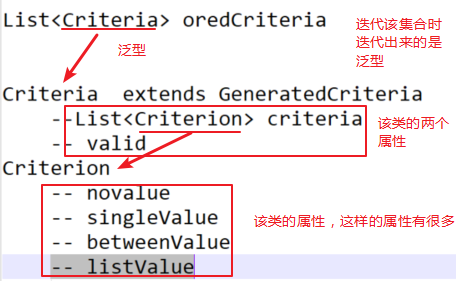 List<Criteria> oredCriteria
迭代该集合时
迭代出来的是
泛型
泛型
Criteria extends GeneratedCriteria
--List<Criterion> criteria
-- valid
该类的两个
属性
Criterion
-- novalue
-- singleValue
-- betweenValue
-- listValue
该类的属性，这样的属性有很多